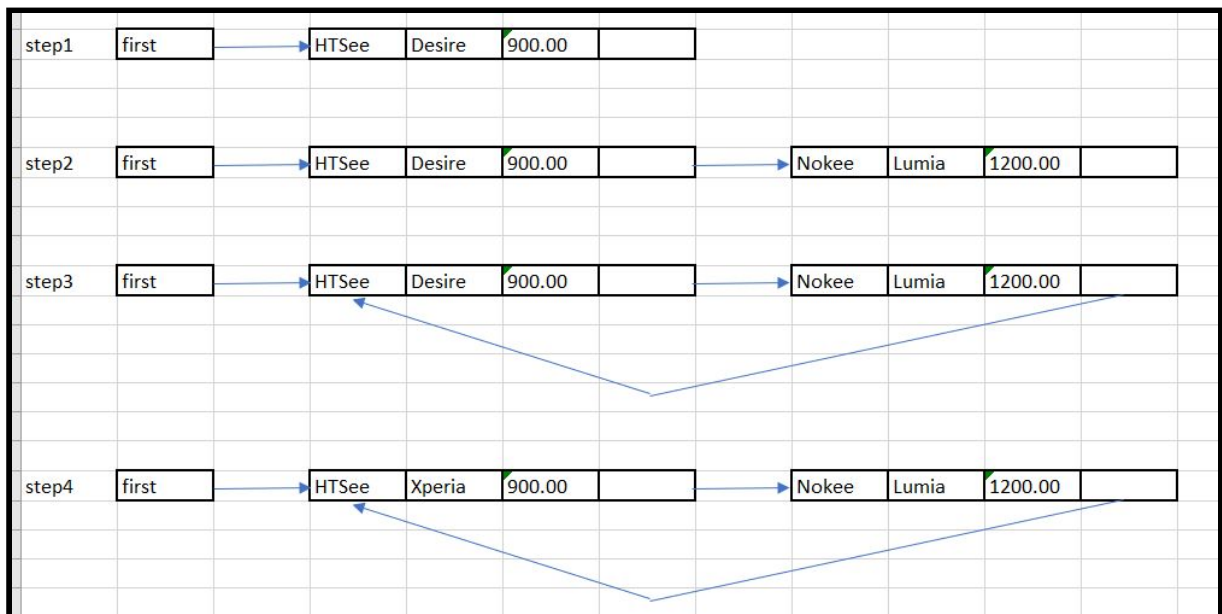 step1 first HTSee Desire 900.00
step2 first HTSee Desire 900.00 Nokee Lumia 1200.00
step3 first HTSee Desire 900.00 Nokee Lumia 1200.00
step4 first HTSee Xperia 900.00 Nokee Lumia 1200.00